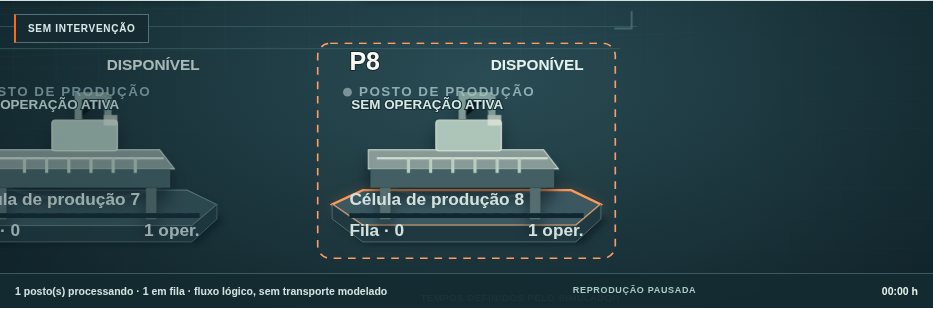 SEM INTERVENÇÃO
DISPONÍVEL
STO DE PRODUÇÃO
OPERAÇÃO ATIVA
la de produção 7
· 0
1 oper.
P8
DISPONÍVEL
POSTO DE PRODUÇÃO
SEM OPERAÇÃO ATIVA
Célula de produção 8
Fila · 0
1 oper.
1 posto(s) processando · 1 em fila · fluxo lógico, sem transporte modelado
REPRODUÇÃO PAUSADA
00:00 h